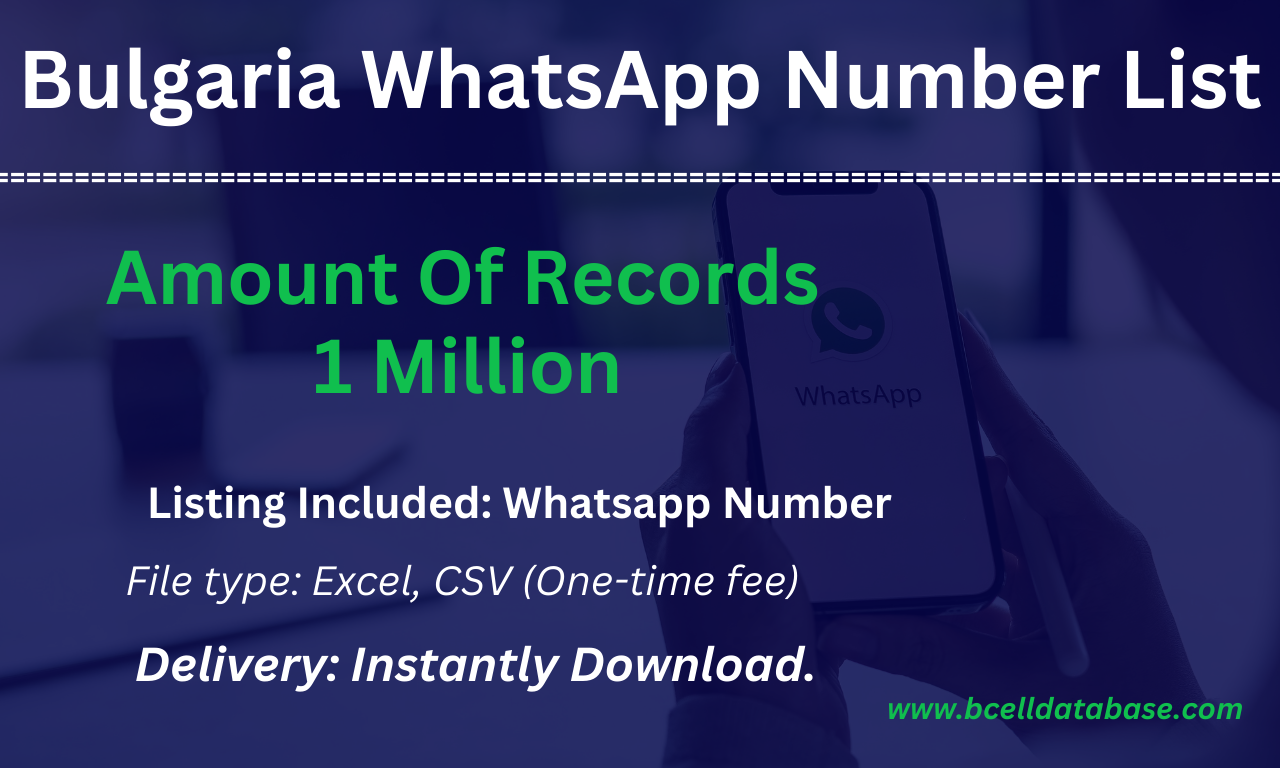 Bulgaria WhatsApp Number List
==============================================================================
Amount Of Records
1 Million
WhatsApp
Listing Included: Whatsapp Number
File type: Excel, CSV (One-time fee)
Delivery: Instantly Download.
www.bcelldatabase.com